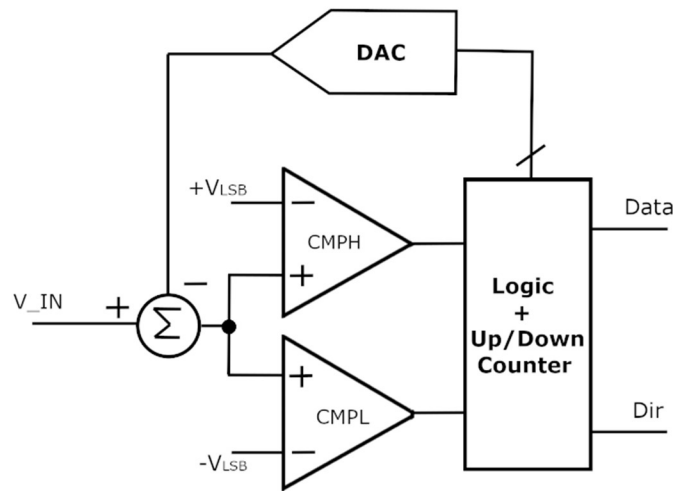 DAC
+VLSB
−
CMPH
+
Data
V_IN
+
−
Σ
Logic
+
Up/Down
Counter
+
CMPL
−
-VLSB
Dir